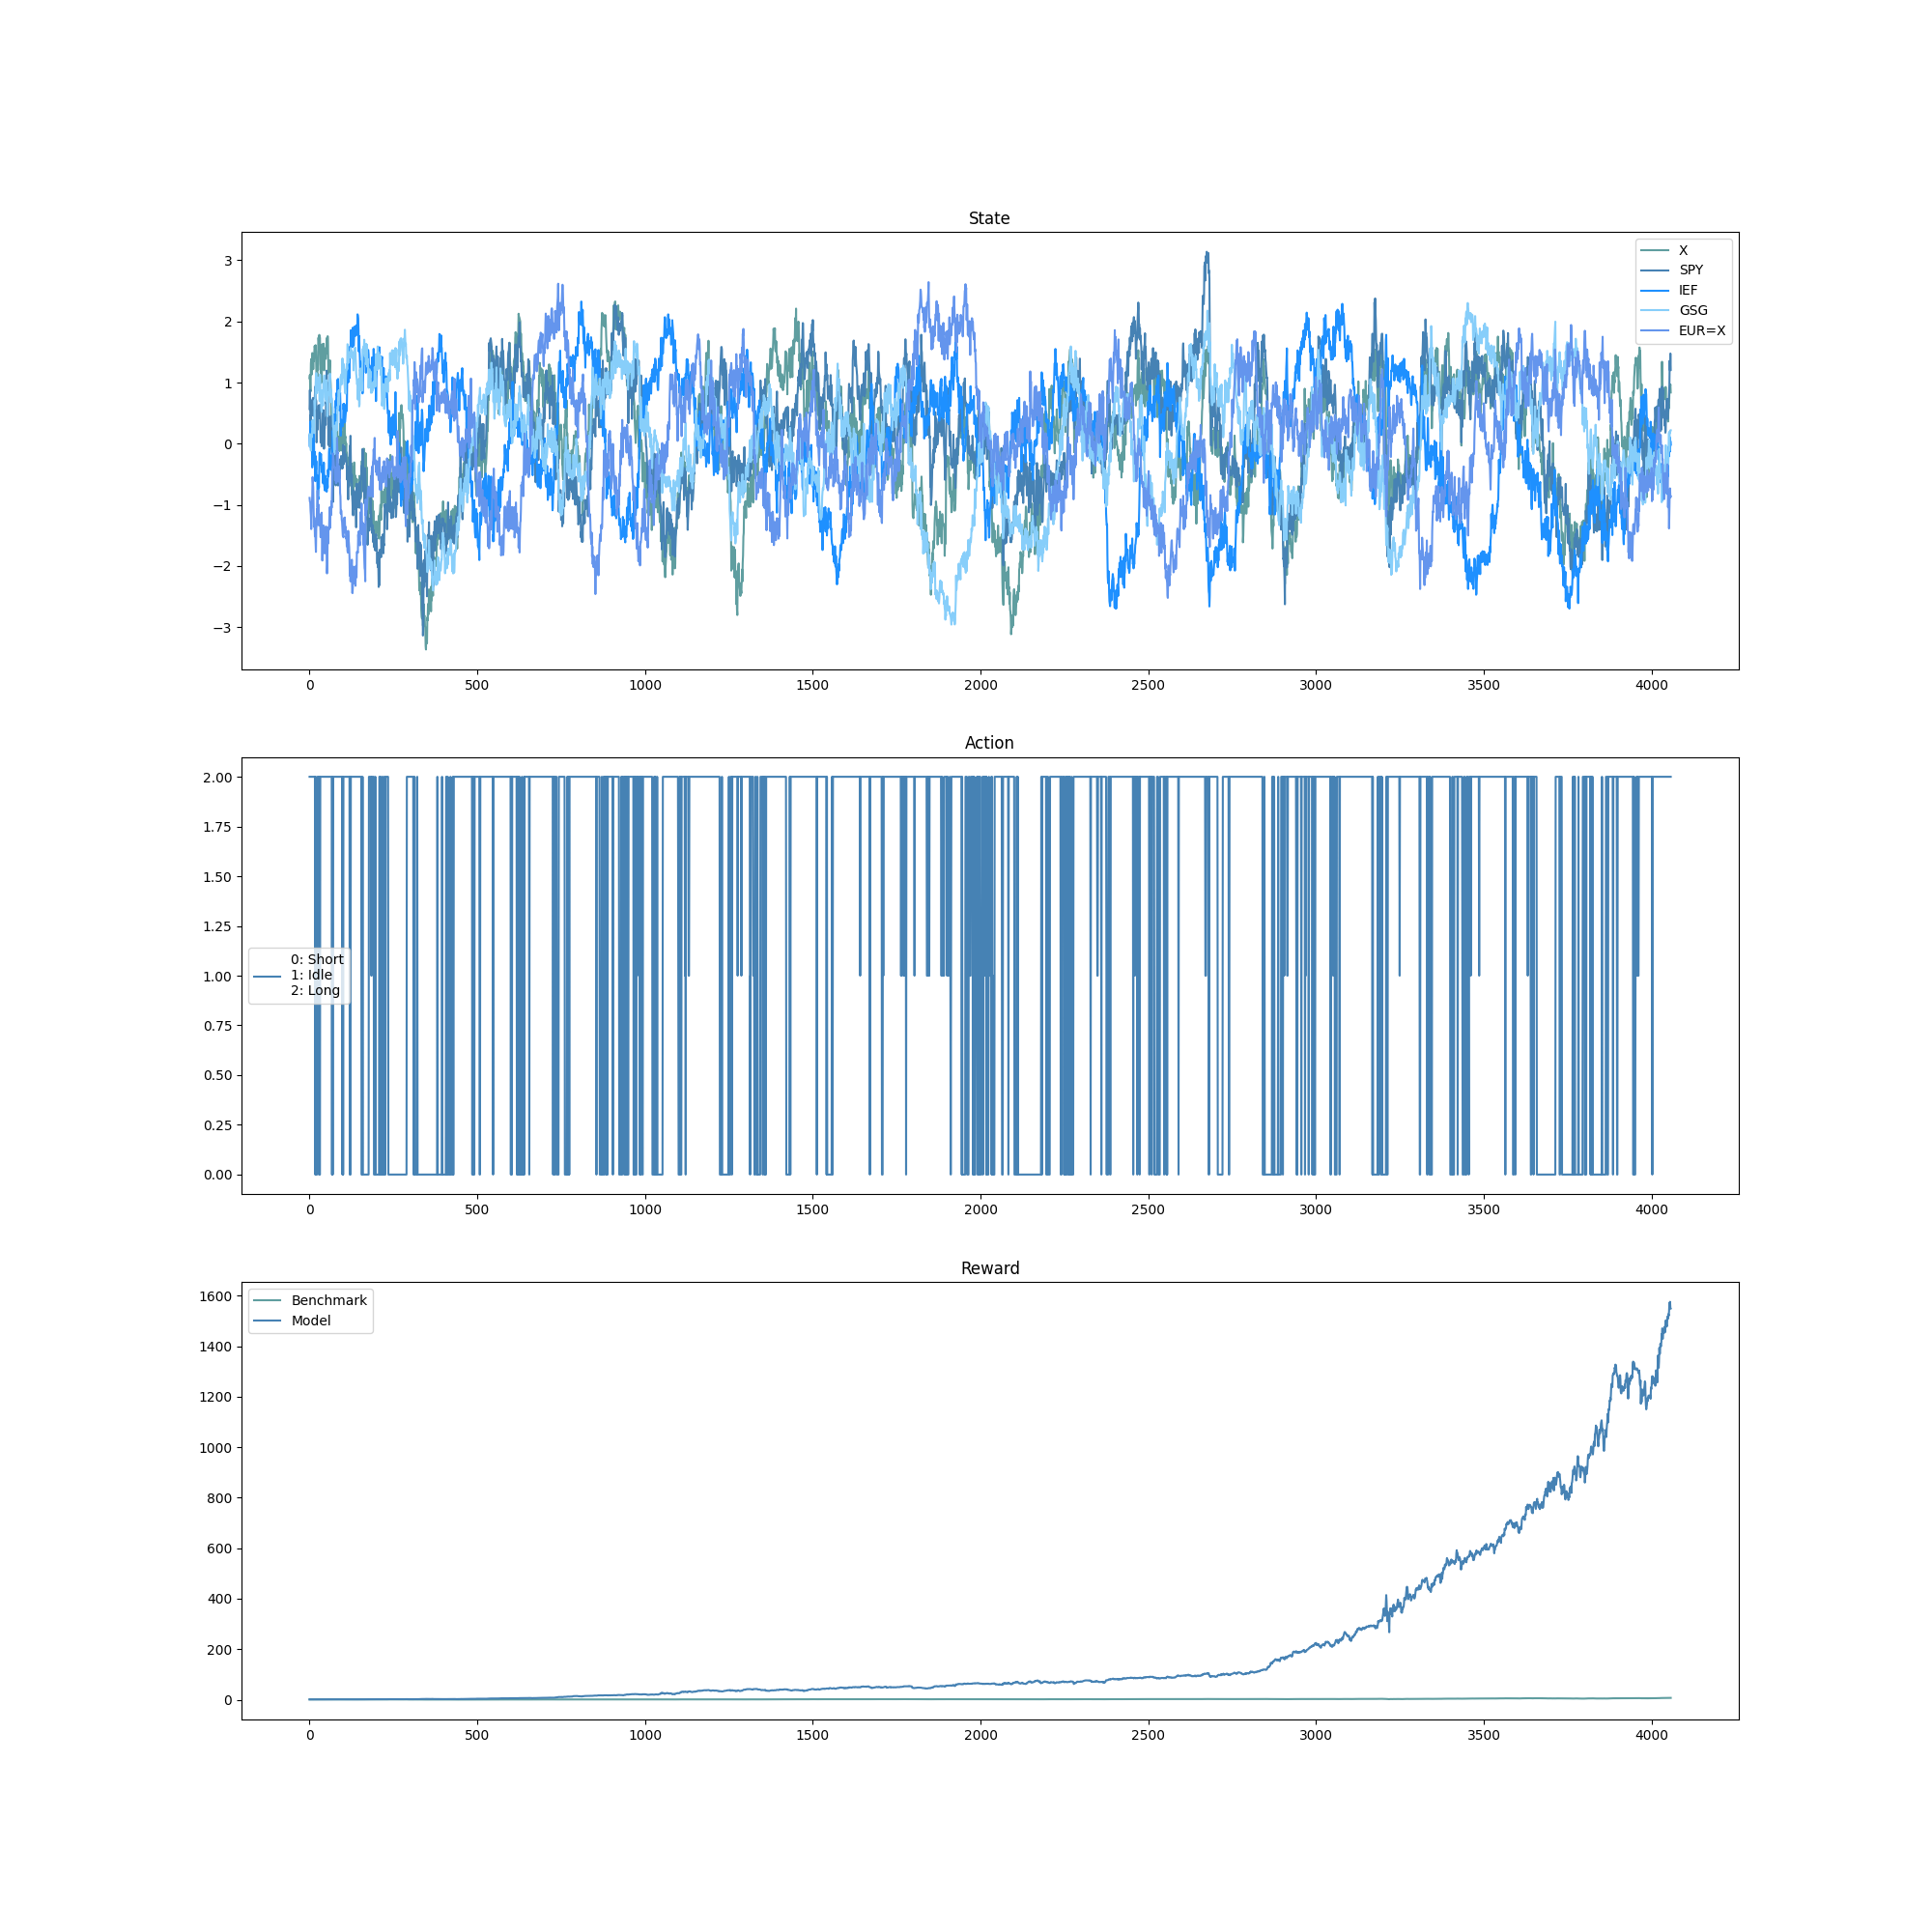 State
3
2
1
0
−1
−2
−3
X
SPY
IEF
GSG
EUR=X
0 500 1000 1500 2000 2500 3000 3500 4000
Action
2.00
1.75
1.50
1.25
1.00
0.75
0.50
0.25
0.00
0: Short
1: Idle
2: Long
0 500 1000 1500 2000 2500 3000 3500 4000
Reward
1600
1400
1200
1000
800
600
400
200
0
Benchmark
Model
0 500 1000 1500 2000 2500 3000 3500 4000